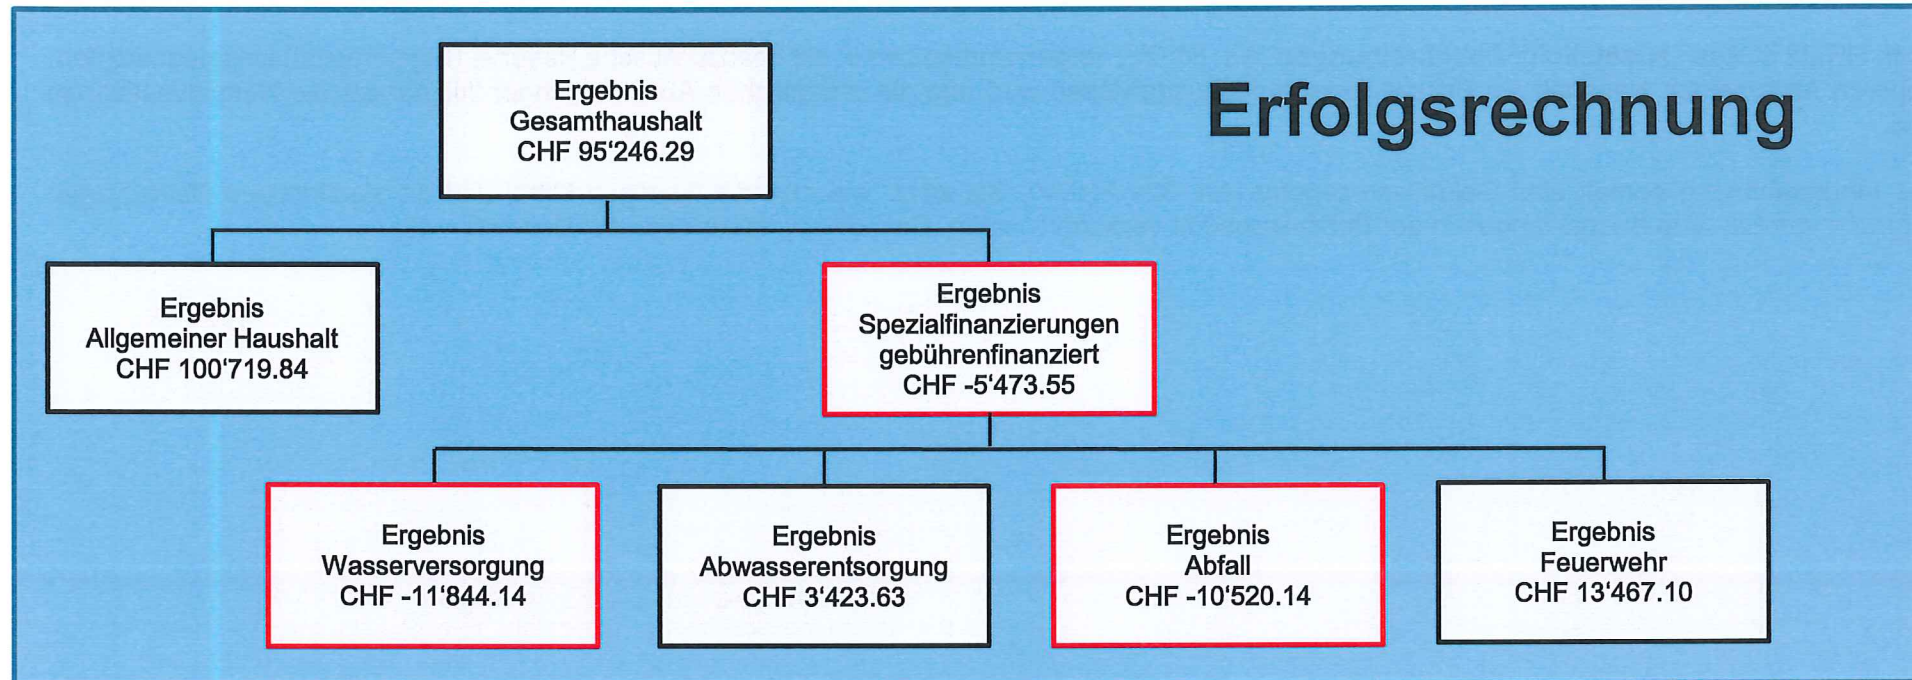 Erfolgsrechnung
Ergebnis
Gesamthaushalt
CHF 95‘246.29
Ergebnis
Allgemeiner Haushalt
CHF 100‘719.84
Ergebnis
Spezialfinanzierungen
gebührenfinanziert
CHF -5‘473.55
Ergebnis
Wasserversorgung
CHF -11‘844.14
Ergebnis
Abwasserentsorgung
CHF 3‘423.63
Ergebnis
Abfall
CHF -10‘520.14
Ergebnis
Feuerwehr
CHF 13‘467.10